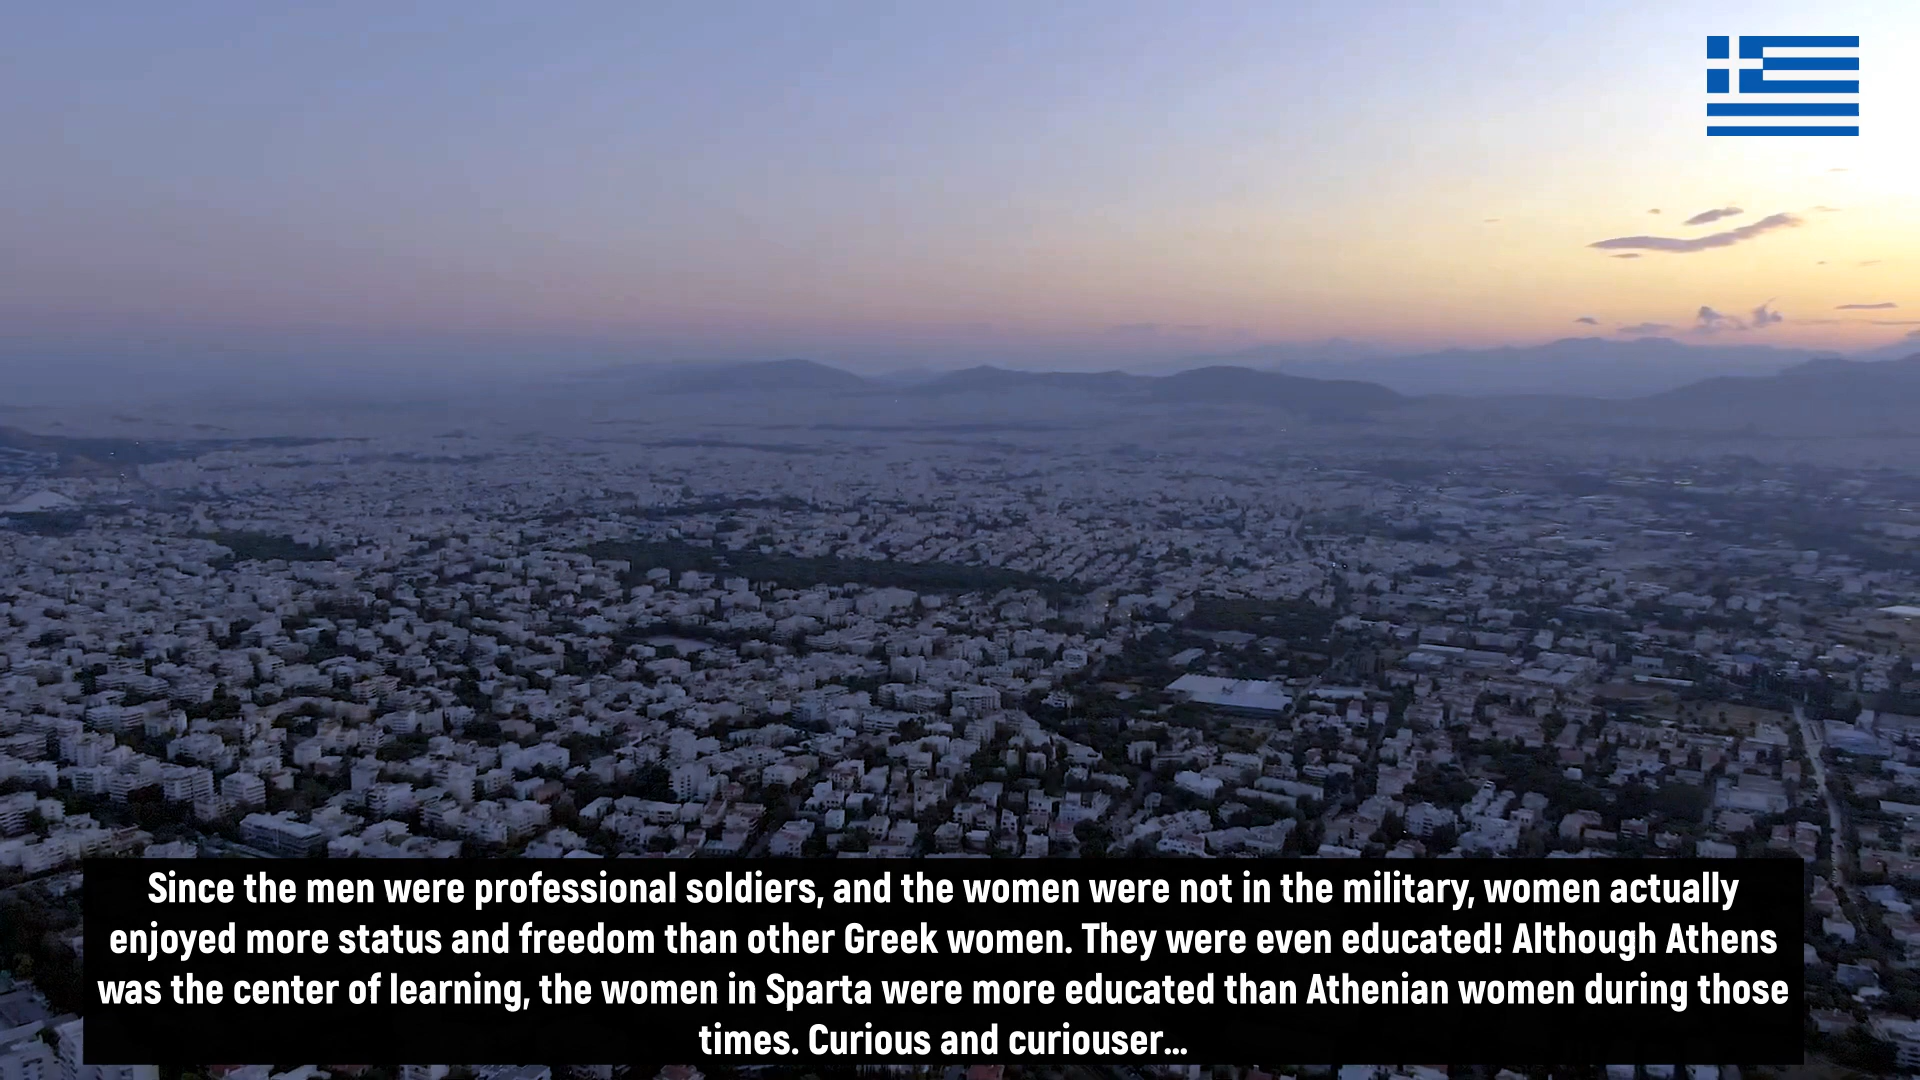 Since the men were professional soldiers, and the women were not in the military, women actually
enjoyed more status and freedom than other Greek women. They were even educated! Although Athens
was the center of learning, the women in Sparta were more educated than Athenian women during those
times. Curious and curiouser...